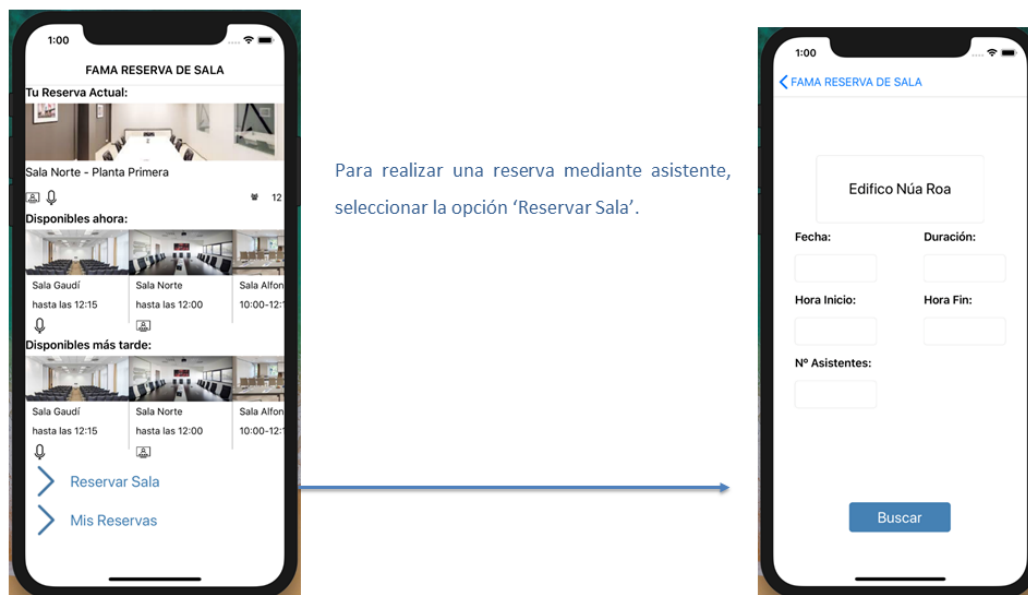 1:00
FAMA RESERVA DE SALA
Tu Reserva Actual:
Sala Norte - Planta Primera
12
Disponibles ahora:
Sala Gaudí
Sala Norte
Sala Alfon
hasta las 12:15
hasta las 12:00
10:00-12:1
Disponibles más tarde:
Sala Gaudí
Sala Norte
Sala Alfon
hasta las 12:15
hasta las 12:00
10:00-12:1
Reservar Sala
Mis Reservas
Para realizar una reserva mediante asistente,
seleccionar la opción ‘Reservar Sala’.
1:00
FAMA RESERVA DE SALA
Edifico Núa Roa
Fecha:
Duración:
Hora Inicio:
Hora Fin:
Nº Asistentes:
Buscar